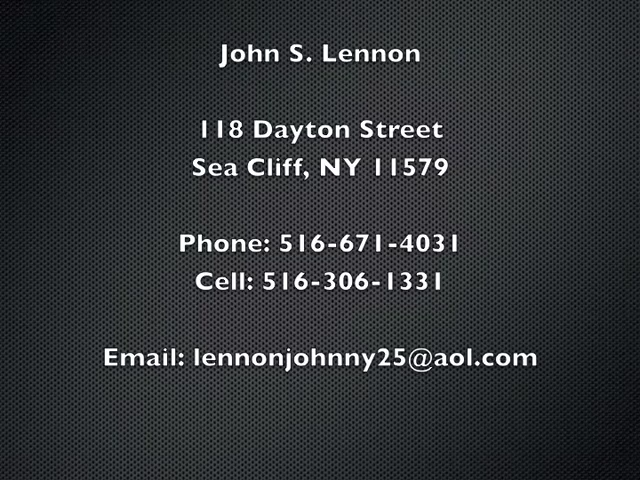 John S. Lennon
118 Dayton Street
Sea Cliff, NY 11579
Phone: 516-671-4031
Cell: 516-306-1331
Email: lennonjohnny25@aol.com